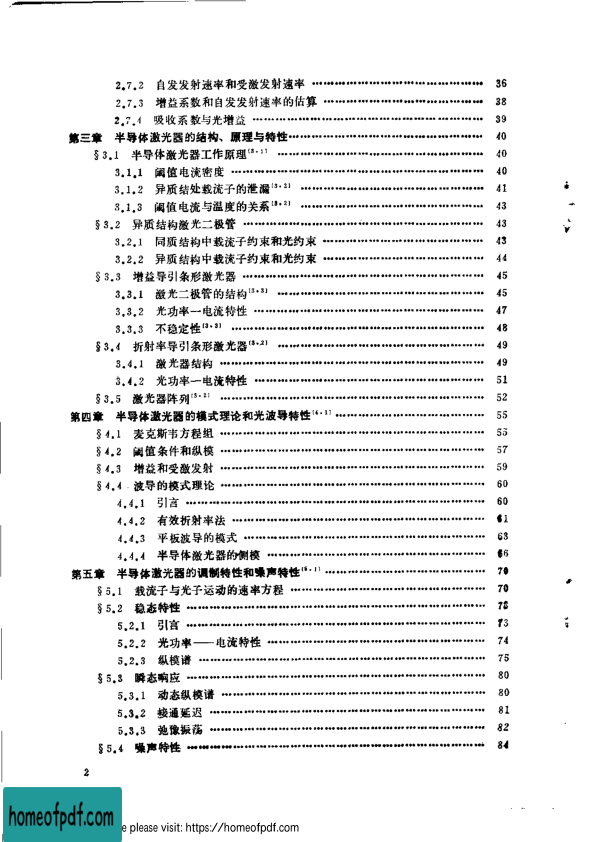 2.7.2 自发发射速率和受激发射速率 36
2.7.3 增益系数和自发发射速率的估算 38
2.7.4 吸收系数与光增益 39
第三章 半导体激光器的结构、原理与特性 40
§3.1 半导体激光器工作原理[3.1] 40
3.1.1 阈值电流密度 40
3.1.2 异质结处载流子的泄漏[3.2] 41
3.1.3 阈值电流与温度的关系[3.2] 43
§3.2 异质结构激光二极管 43
3.2.1 同质结构中载流子约束和光约束 43
3.2.2 异质结构中载流子约束和光约束 44
§3.3 增益导引条形激光器 45
3.3.1 激光二极管的结构[3.3] 45
3.3.2 光功率—电流特性 47
3.3.3 不稳定性[3.3] 48
§3.4 折射率导引条形激光器[3.2] 49
3.4.1 激光器结构 49
3.4.2 光功率—电流特性 51
§3.5 激光器阵列 52
第四章 半导体激光器的模式理论和光波导特性 55
§4.1 麦克斯韦方程组 55
§4.2 阈值条件和纵模 57
§4.3 增益和受激发射 59
§4.4 波导的模式理论 60
4.4.1 引言 60
4.4.2 有效折射率法 61
4.4.3 平板波导的模式 63
4.4.4 半导体激光器的侧模 66
第五章 半导体激光器的调制特性和噪声特性[5.1] 70
§5.1 载流子与光子运动的速率方程 70
§5.2 稳态特性 73
5.2.1 引言 73
5.2.2 光功率——电流特性 74
5.2.3 纵模谱 75
§5.3 瞬态响应 80
5.3.1 动态纵模谱 80
5.3.2 接通延迟 81
5.3.3 弛豫振荡 82
§5.4 噪声特性 84
2
homeofpdf.com
e please visit: https://homeofpdf.com